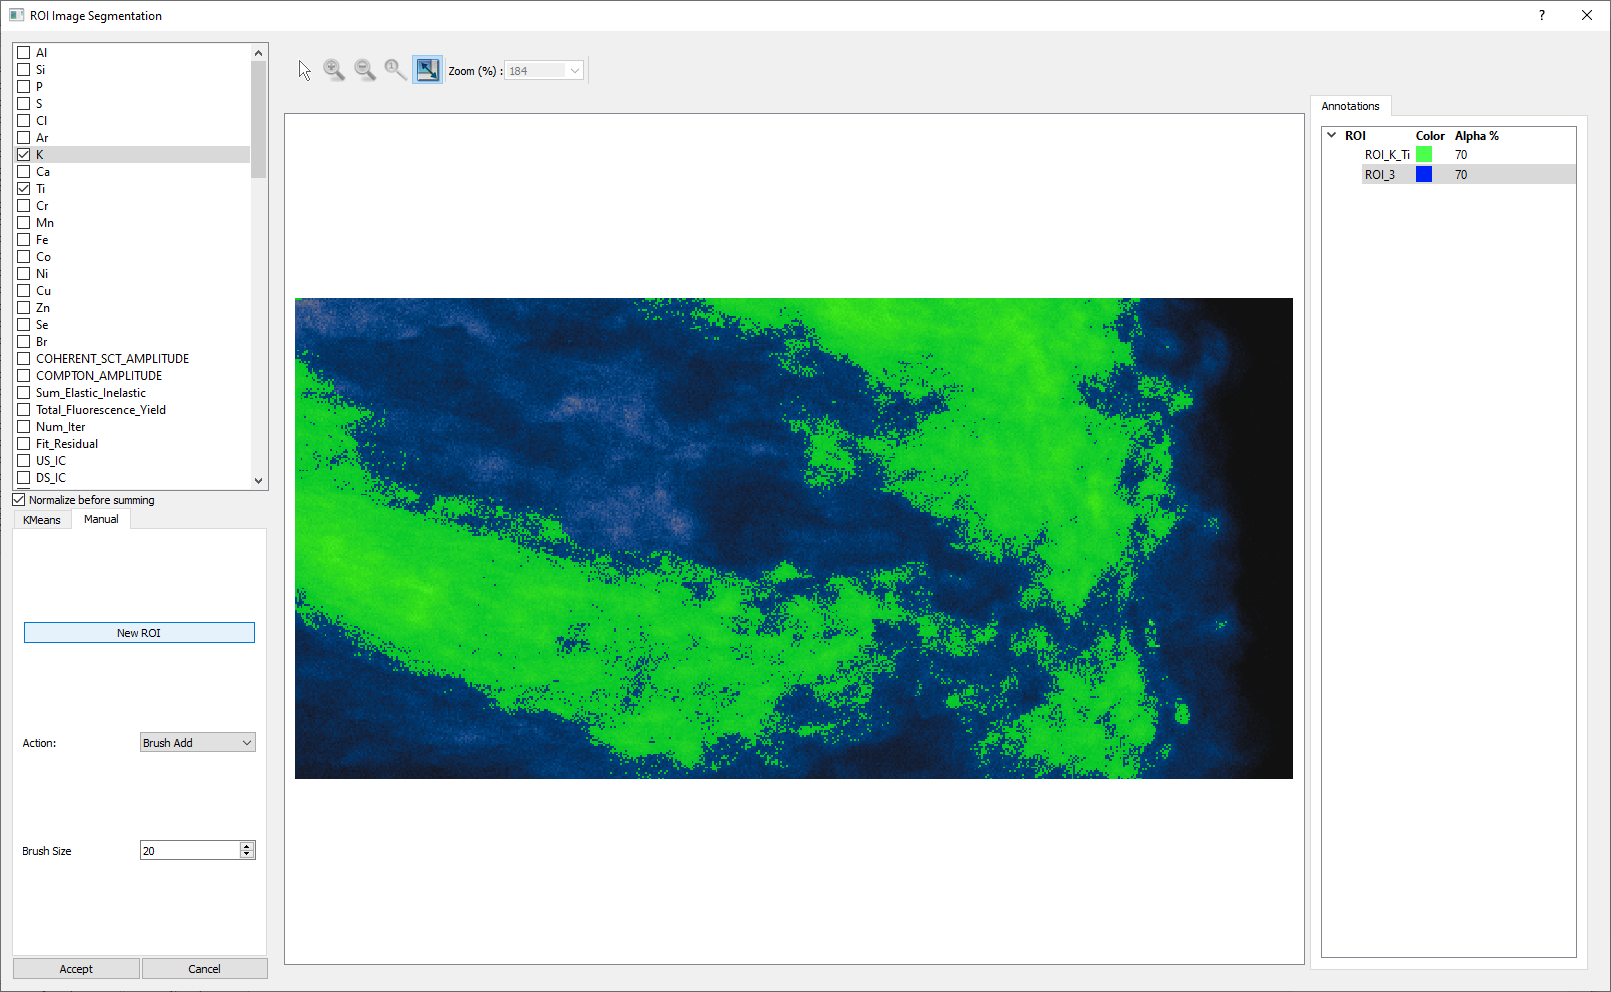 ROI Image Segmentation
?
Al
Si
P
S
Cl
Ar
K
Ca
Ti
Cr
Mn
Fe
Co
Ni
Cu
Zn
Se
Br
COHERENT_SCT_AMPLITUDE
COMPTON_AMPLITUDE
Sum_Elastic_Inelastic
Total_Fluorescence_Yield
Num_Iter
Fit_Residual
US_IC
DS_IC
Normalize before summing
KMeans Manual
New ROI
Action: Brush Add
Brush Size 20
Accept Cancel
Zoom (%) : 184
Annotations
ROI Color Alpha %
ROI_K_Ti 70
ROI_3 70